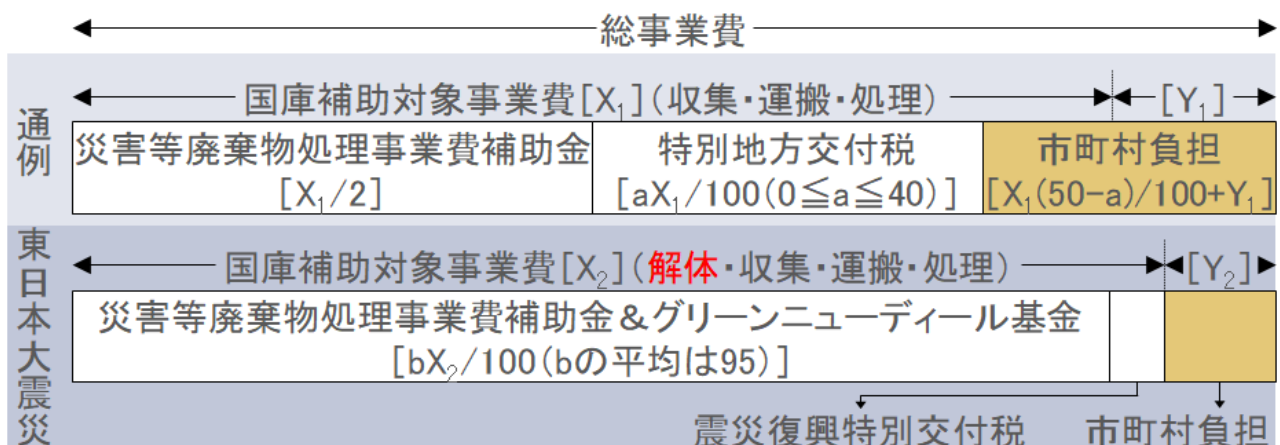 総事業費
通例
国庫補助対象事業費[X₁](収集・運搬・処理)
[Y₁]
災害等廃棄物処理事業費補助金
[X₁/2]
特別地方交付税
[aX₁/100(0≦a≦40)]
市町村負担
[X₁(50-a)/100+Y₁]
東日本大震災
国庫補助対象事業費[X₂](解体・収集・運搬・処理)
[Y₂]
災害等廃棄物処理事業費補助金&グリーンニューディール基金
[bX₂/100(bの平均は95)]
震災復興特別交付税
市町村負担